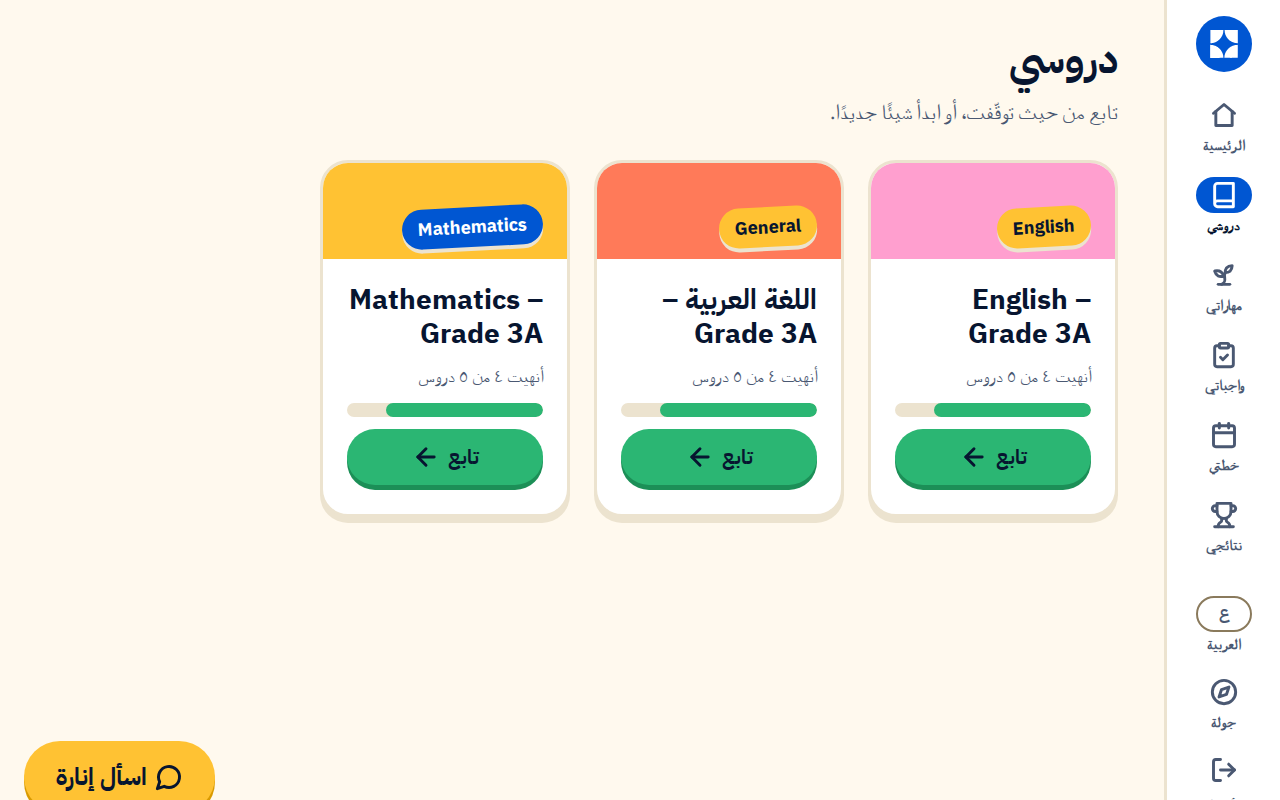 دروسي
تابع من حيث توقّفت، أو ابدأ شيئًا جديدًا.
English
English –
Grade 3A
أنهيت ٤ من ٥ دروس
تابع
General
اللغة العربية –
Grade 3A
أنهيت ٤ من ٥ دروس
تابع
Mathematics
Mathematics –
Grade 3A
أنهيت ٤ من ٥ دروس
تابع
الرئيسية
دروسي
مهاراتي
واجباتي
خطتي
نتائجي
ع
العربية
جولة
اسأل إنارة